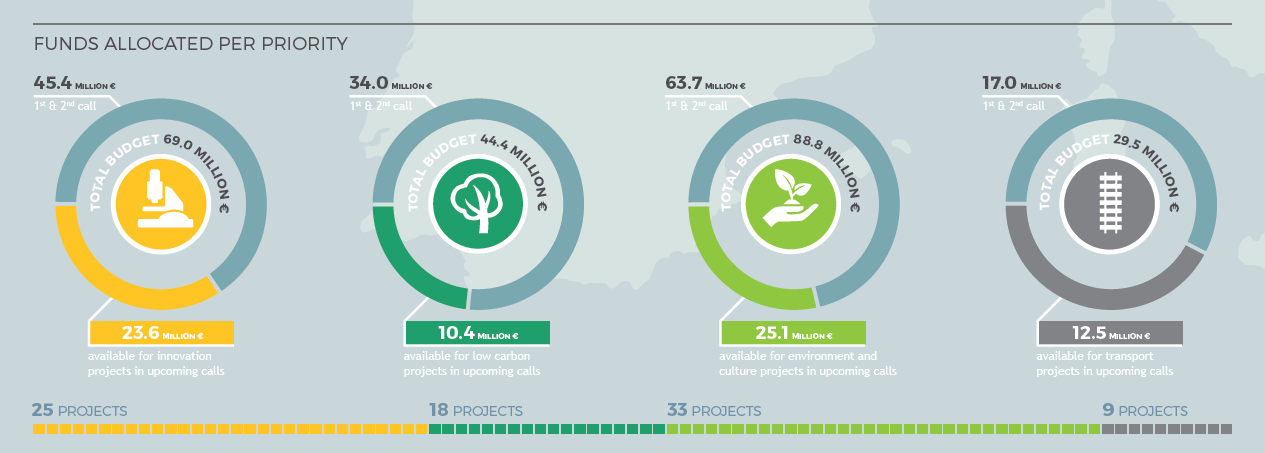 FUNDS ALLOCATED PER PRIORITY
45.4 MILLION €
1st & 2nd call
TOTAL BUDGET 69.0 MILLION €
23.6 MILLION €
available for innovation
projects in upcoming calls
34.0 MILLION €
1st & 2nd call
TOTAL BUDGET 44.4 MILLION €
10.4 MILLION €
available for low carbon
projects in upcoming calls
63.7 MILLION €
1st & 2nd call
TOTAL BUDGET 88.8 MILLION €
25.1 MILLION €
available for environment and
culture projects in upcoming calls
17.0 MILLION €
1st & 2nd call
TOTAL BUDGET 29.5 MILLION €
12.5 MILLION €
available for transport
projects in upcoming calls
25 PROJECTS
18 PROJECTS
33 PROJECTS
9 PROJECTS